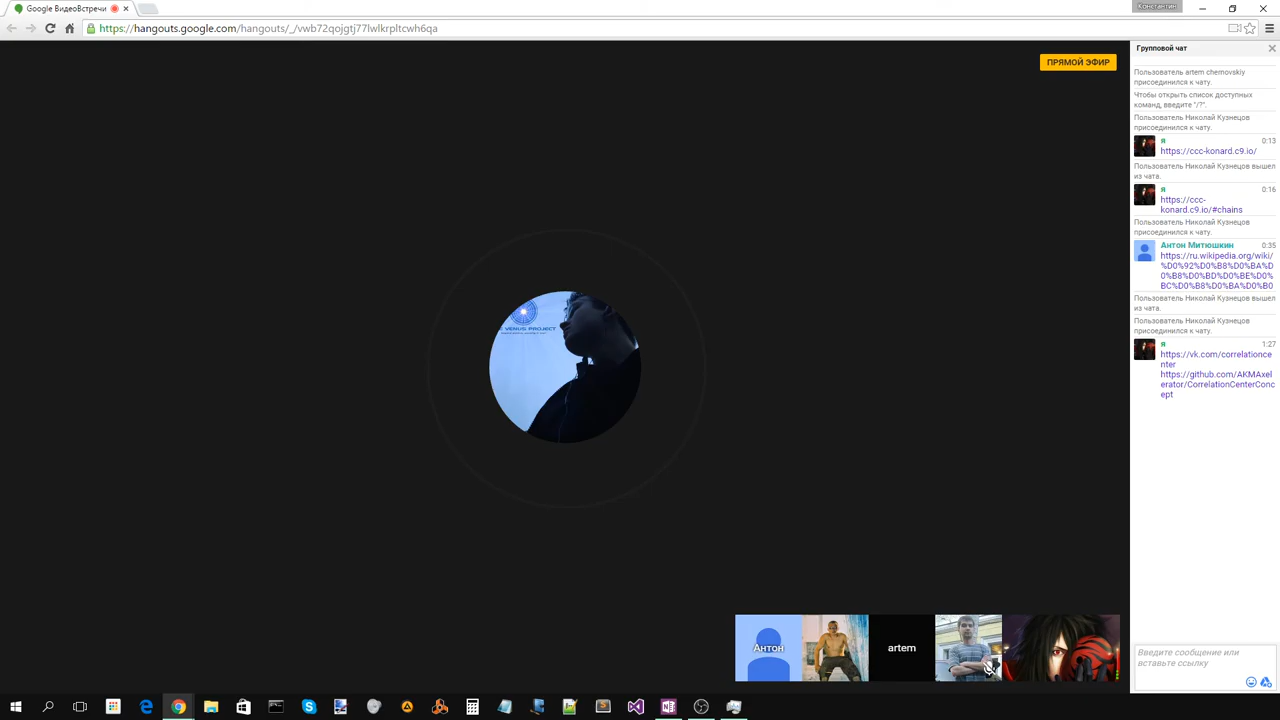 Google ВидеоВстречи
Константин
https://hangouts.google.com/hangouts/_/vwb72qojgtj77lwlkrpltcwh6qa
ПРЯМОЙ ЭФИР
Групповой чат
Пользователь artem chernovskiy
присоединился к чату.
Чтобы открыть список доступных
команд, введите "/?".
Пользователь Николай Кузнецов
присоединился к чату.
я 0:13
https://ccc-konard.c9.io/
Пользователь Николай Кузнецов вышел
из чата.
я 0:16
https://ccc-
konard.c9.io/#chains
Пользователь Николай Кузнецов
присоединился к чату.
Антон Митюшкин 0:35
https://ru.wikipedia.org/wiki/
%D0%92%D0%B8%D0%BA%D
0%B8%D0%BD%D0%BE%D0%
BC%D0%B8%D0%BA%D0%B0
Пользователь Николай Кузнецов вышел
из чата.
Пользователь Николай Кузнецов
присоединился к чату.
я 1:27
https://vk.com/correlationce
nter
https://github.com/AKMAxel
erator/CorrelationCenterConc
ept
VENUS PROJECT
Антон
artem
Введите сообщение или
вставьте ссылку